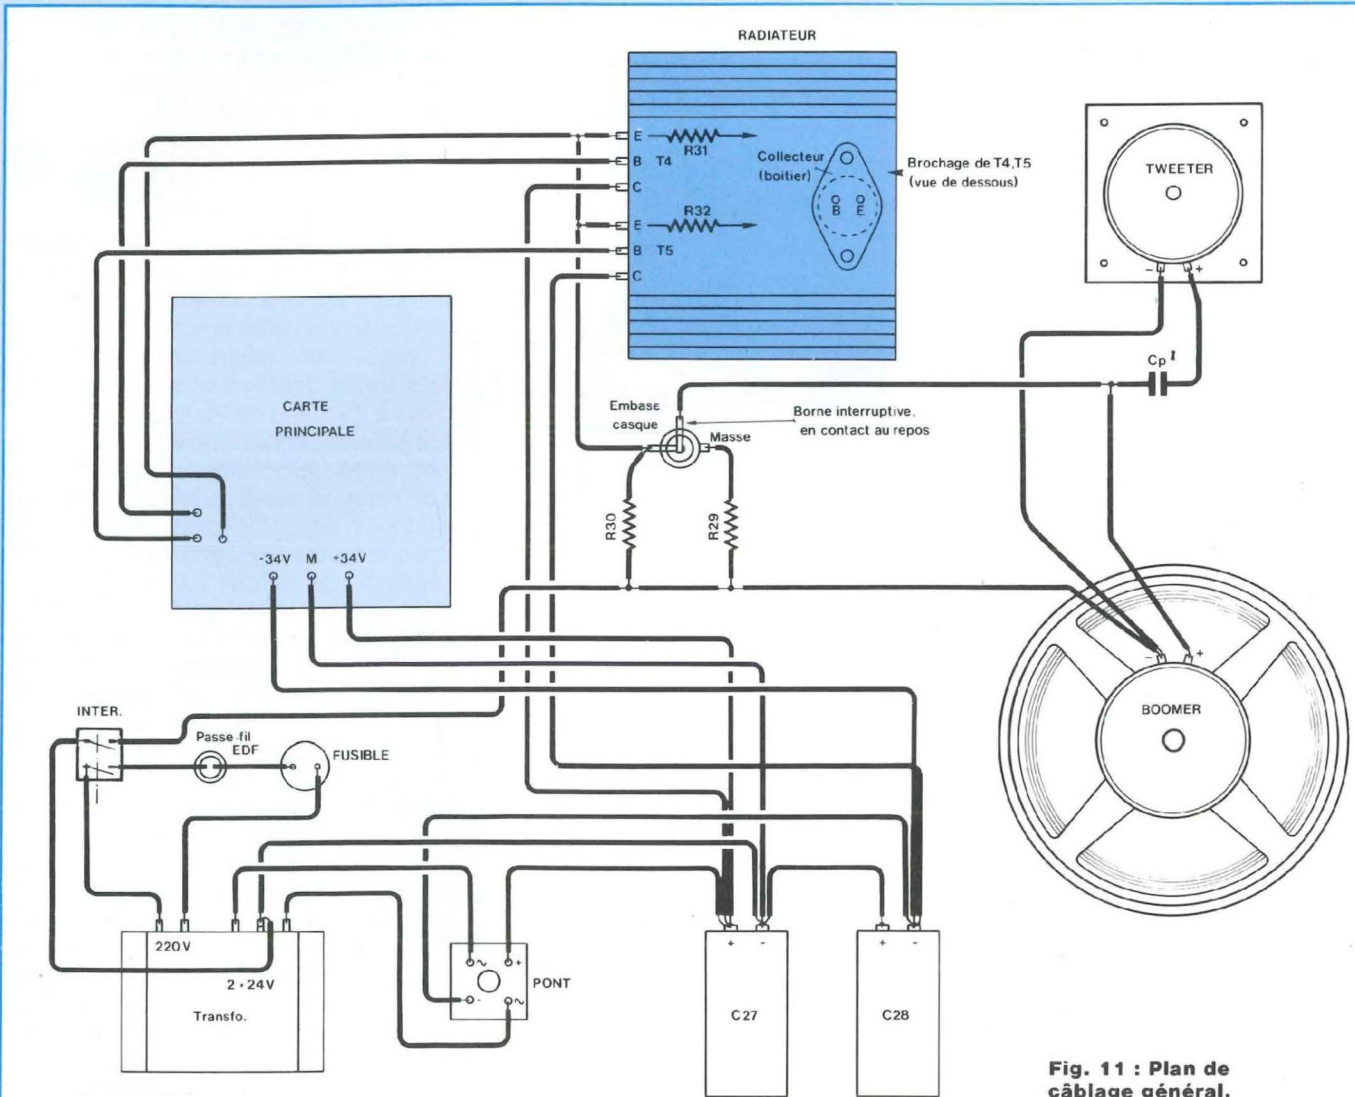 RADIATEUR
E
R31
B T4
C
E
R32
B T5
C
Collecteur
(boitier)
B E
Brochage de T4,T5
(vue de dessous)
TWEETER
- +
Cp
Embase
casque
Borne interruptive,
en contact au repos
Masse
R30
R29
CARTE
PRINCIPALE
-34V M +34V
INTER.
Passe-fil
EDF
FUSIBLE
- +
BOOMER
220V
2 × 24V
Transfo.
~ +
- ~
PONT
+ -
C27
+ -
C28
Fig. 11 : Plan de
câblage général.